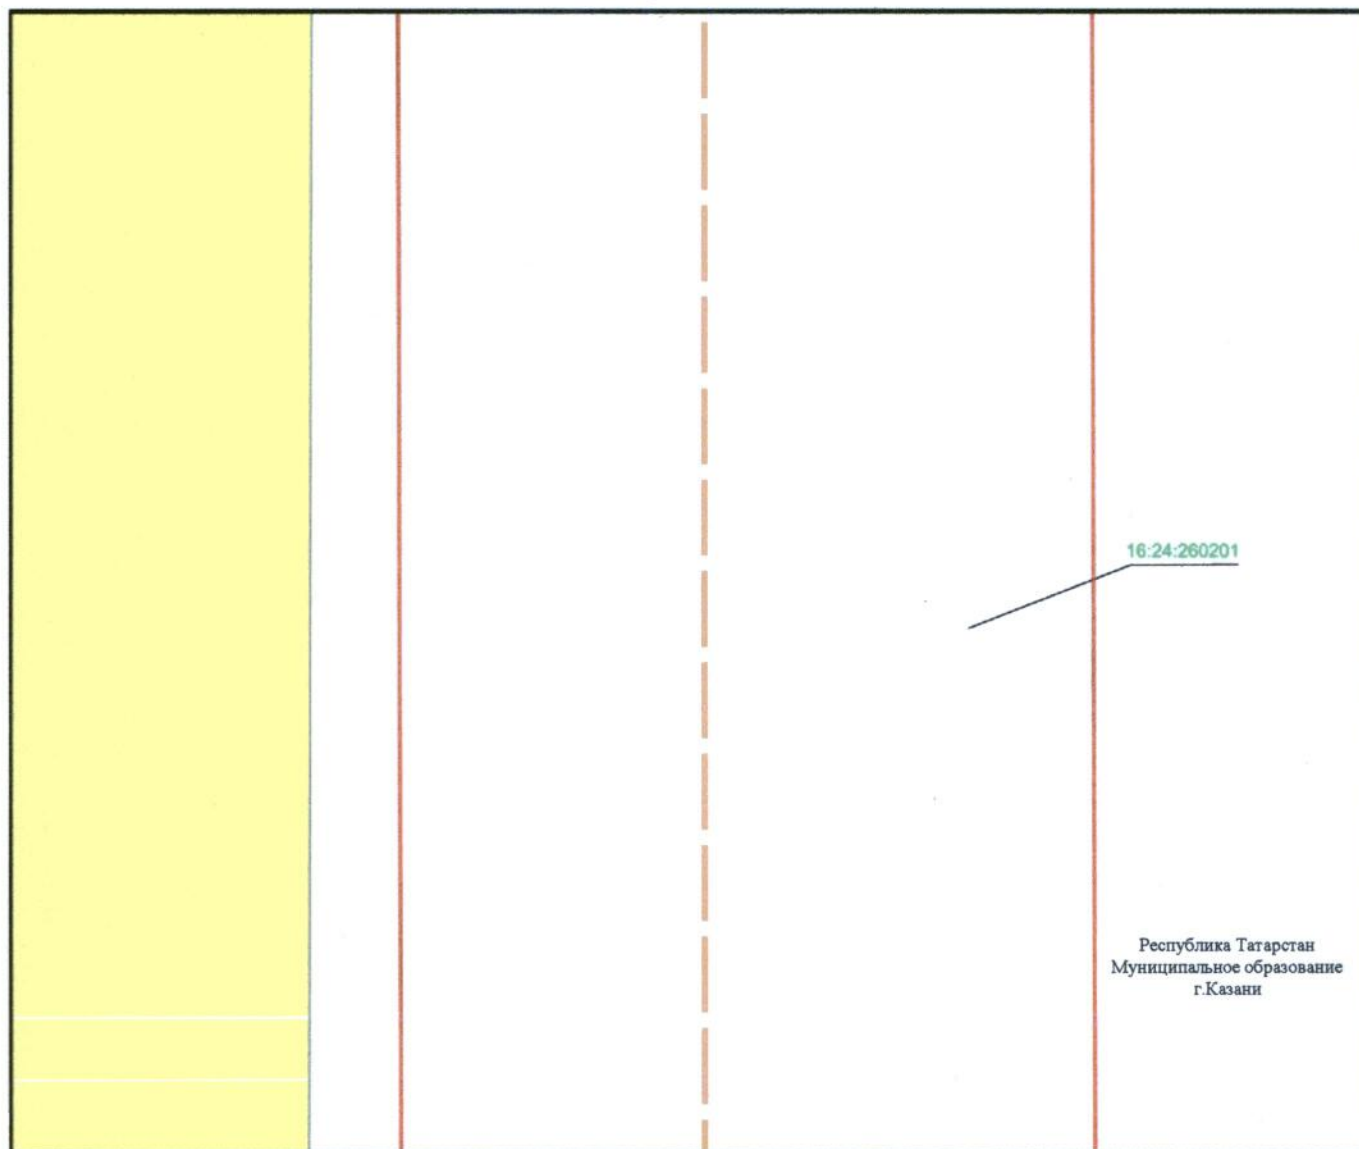 16:24:260201
Республика Татарстан
Муниципальное образование
г.Казани